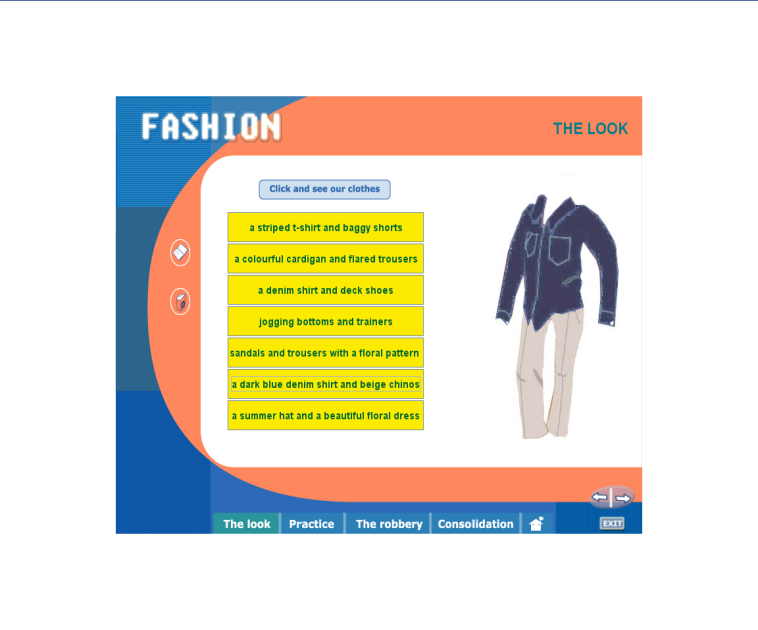 FASHION
THE LOOK
Click and see our clothes
a striped t-shirt and baggy shorts
a colourful cardigan and flared trousers
a denim shirt and deck shoes
jogging bottoms and trainers
sandals and trousers with a floral pattern
a dark blue denim shirt and beige chinos
a summer hat and a beautiful floral dress
The look
Practice
The robbery
Consolidation
EXIT